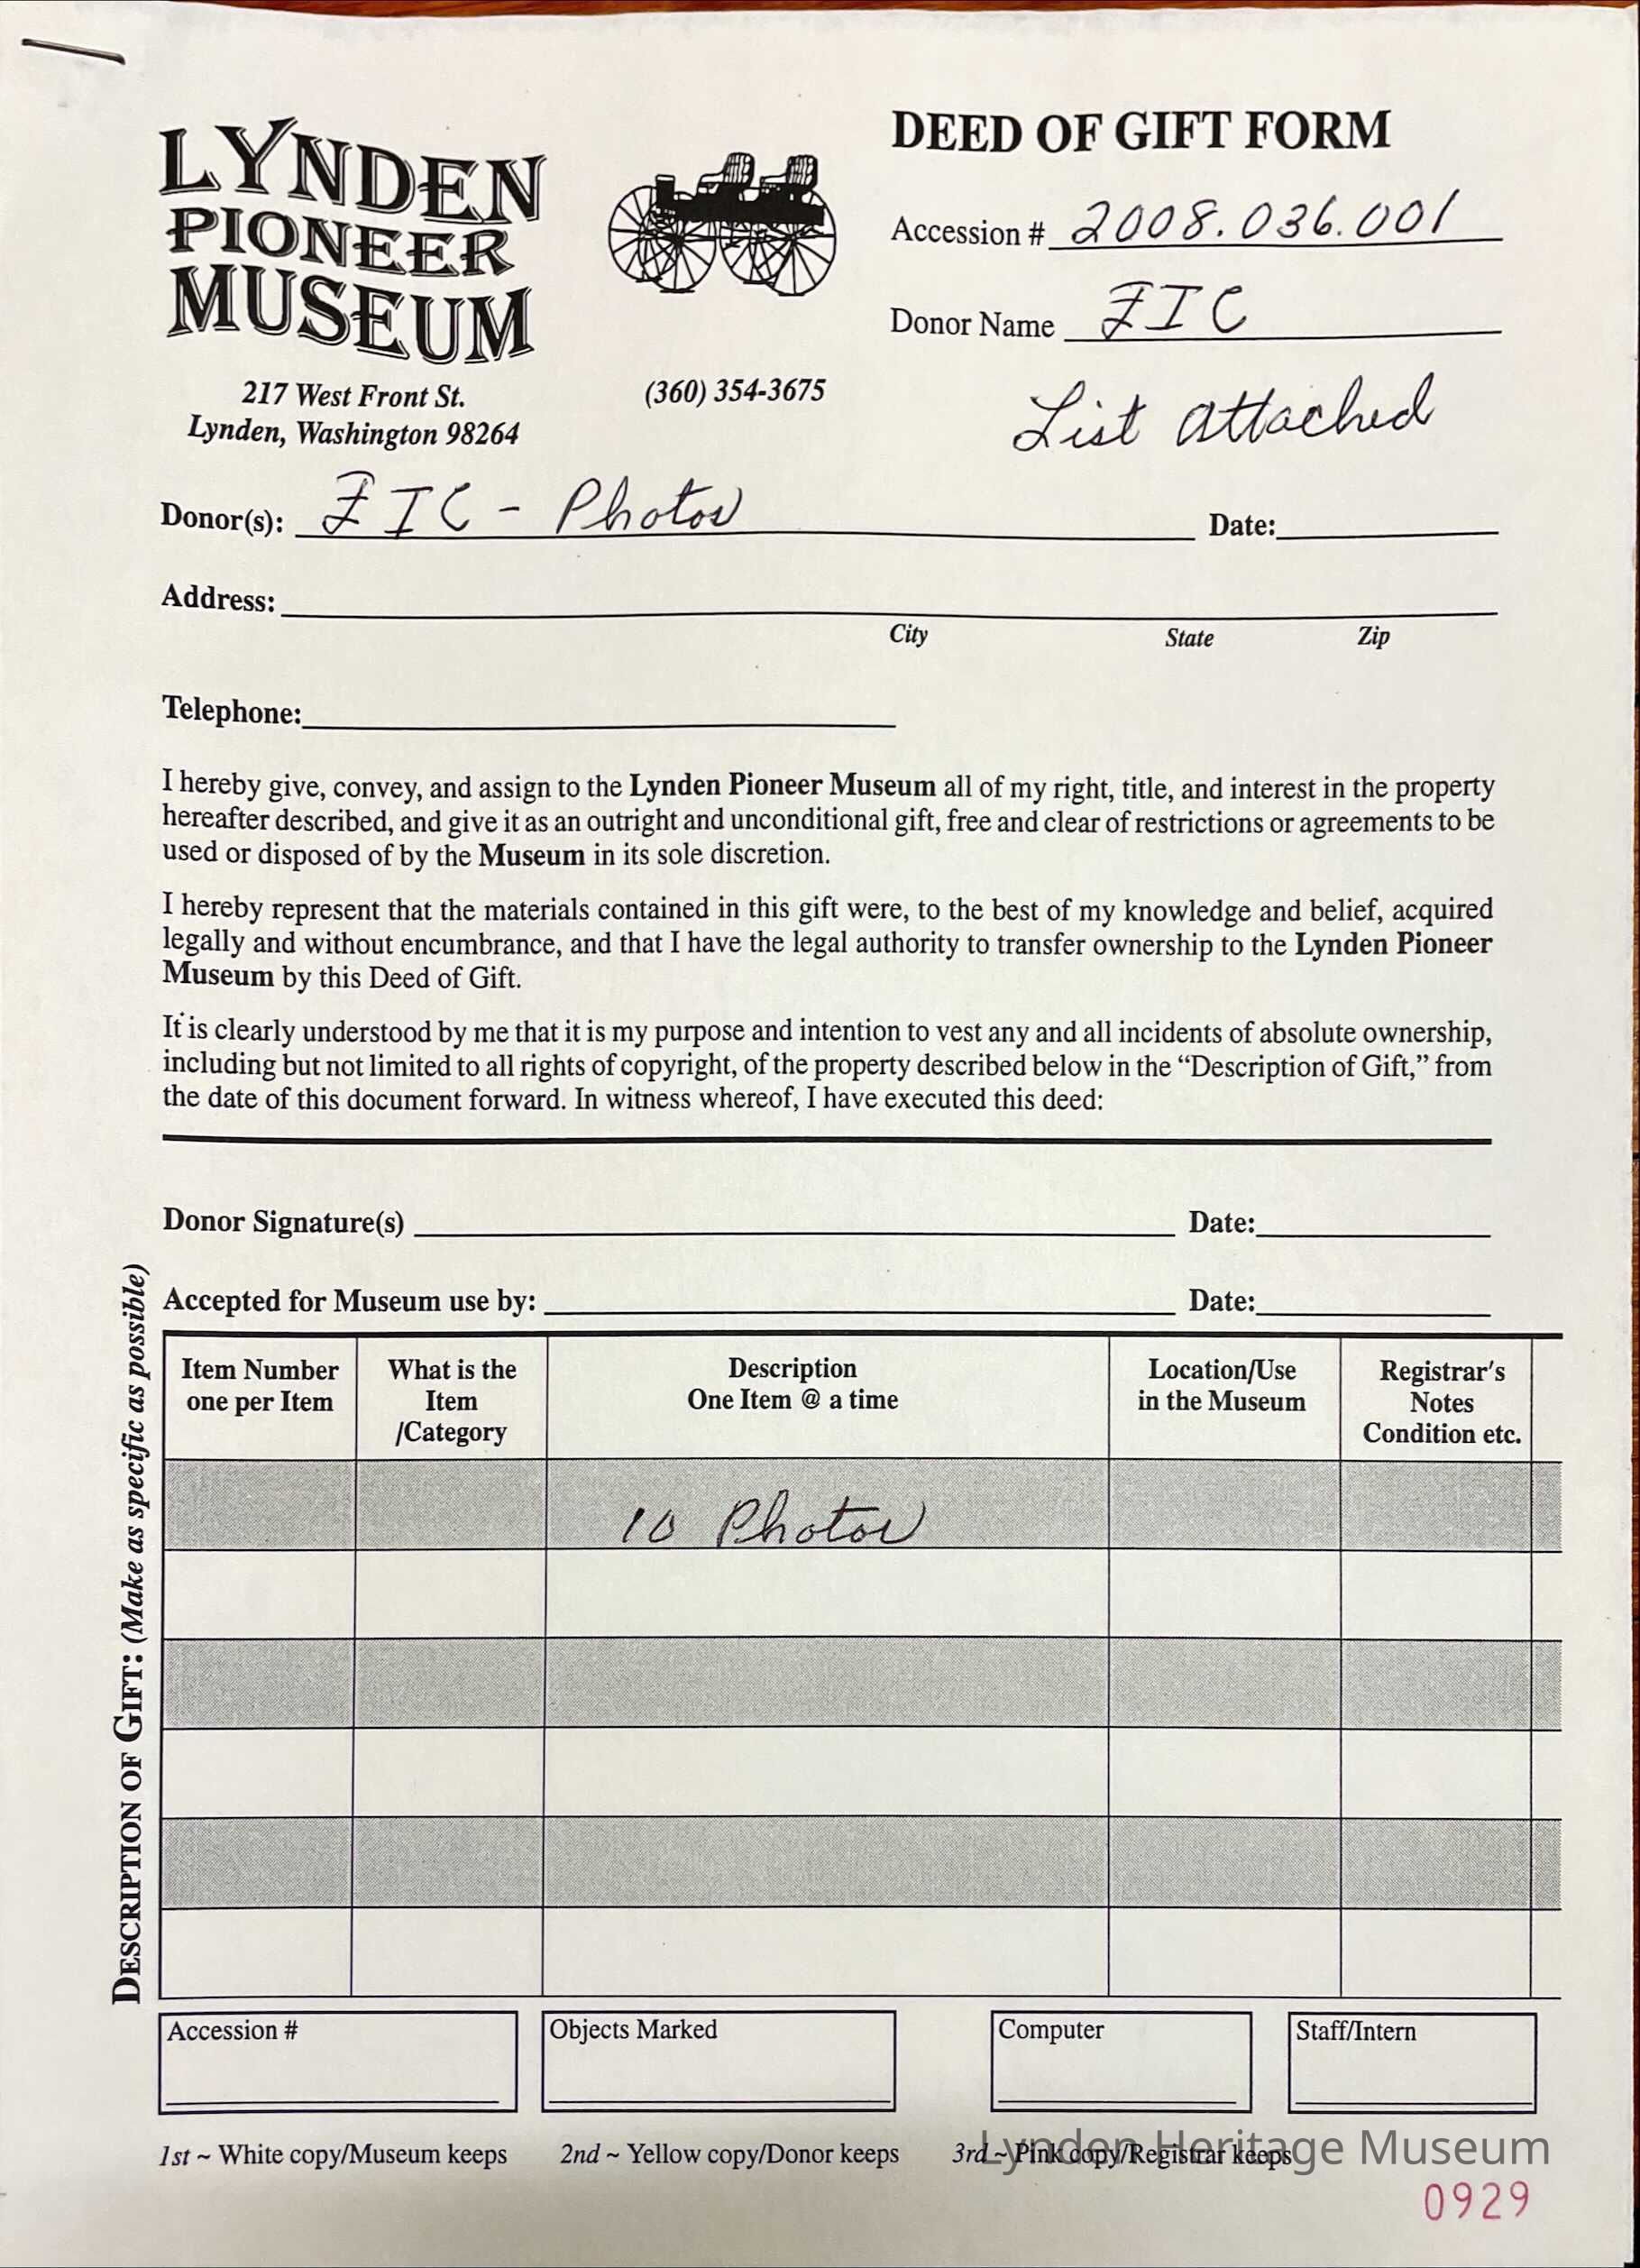 LYNDEN
PIONEER
MUSEUM
217 West Front St.
Lynden, Washington 98264
(360) 354-3675
DEED OF GIFT FORM
Accession # 2008.036.001
Donor Name FIC
List attached
Donor(s): FIC - Photos Date:
Address:
City State Zip
Telephone:
I hereby give, convey, and assign to the Lynden Pioneer Museum all of my right, title, and interest in the property
hereafter described, and give it as an outright and unconditional gift, free and clear of restrictions or agreements to be
used or disposed of by the Museum in its sole discretion.
I hereby represent that the materials contained in this gift were, to the best of my knowledge and belief, acquired
legally and without encumbrance, and that I have the legal authority to transfer ownership to the Lynden Pioneer
Museum by this Deed of Gift.
It is clearly understood by me that it is my purpose and intention to vest any and all incidents of absolute ownership,
including but not limited to all rights of copyright, of the property described below in the “Description of Gift,” from
the date of this document forward. In witness whereof, I have executed this deed:
Donor Signature(s) Date:
Accepted for Museum use by: Date:
DESCRIPTION OF GIFT: (Make as specific as possible)
Item Number
one per Item
What is the
Item
/Category
Description
One Item @ a time
Location/Use
in the Museum
Registrar's
Notes
Condition etc.
10 Photos
Accession # Objects Marked Computer Staff/Intern
1st ~ White copy/Museum keeps 2nd ~ Yellow copy/Donor keeps 3rd ~ Pink copy/Registrar keeps
Lynden Heritage Museum
0929